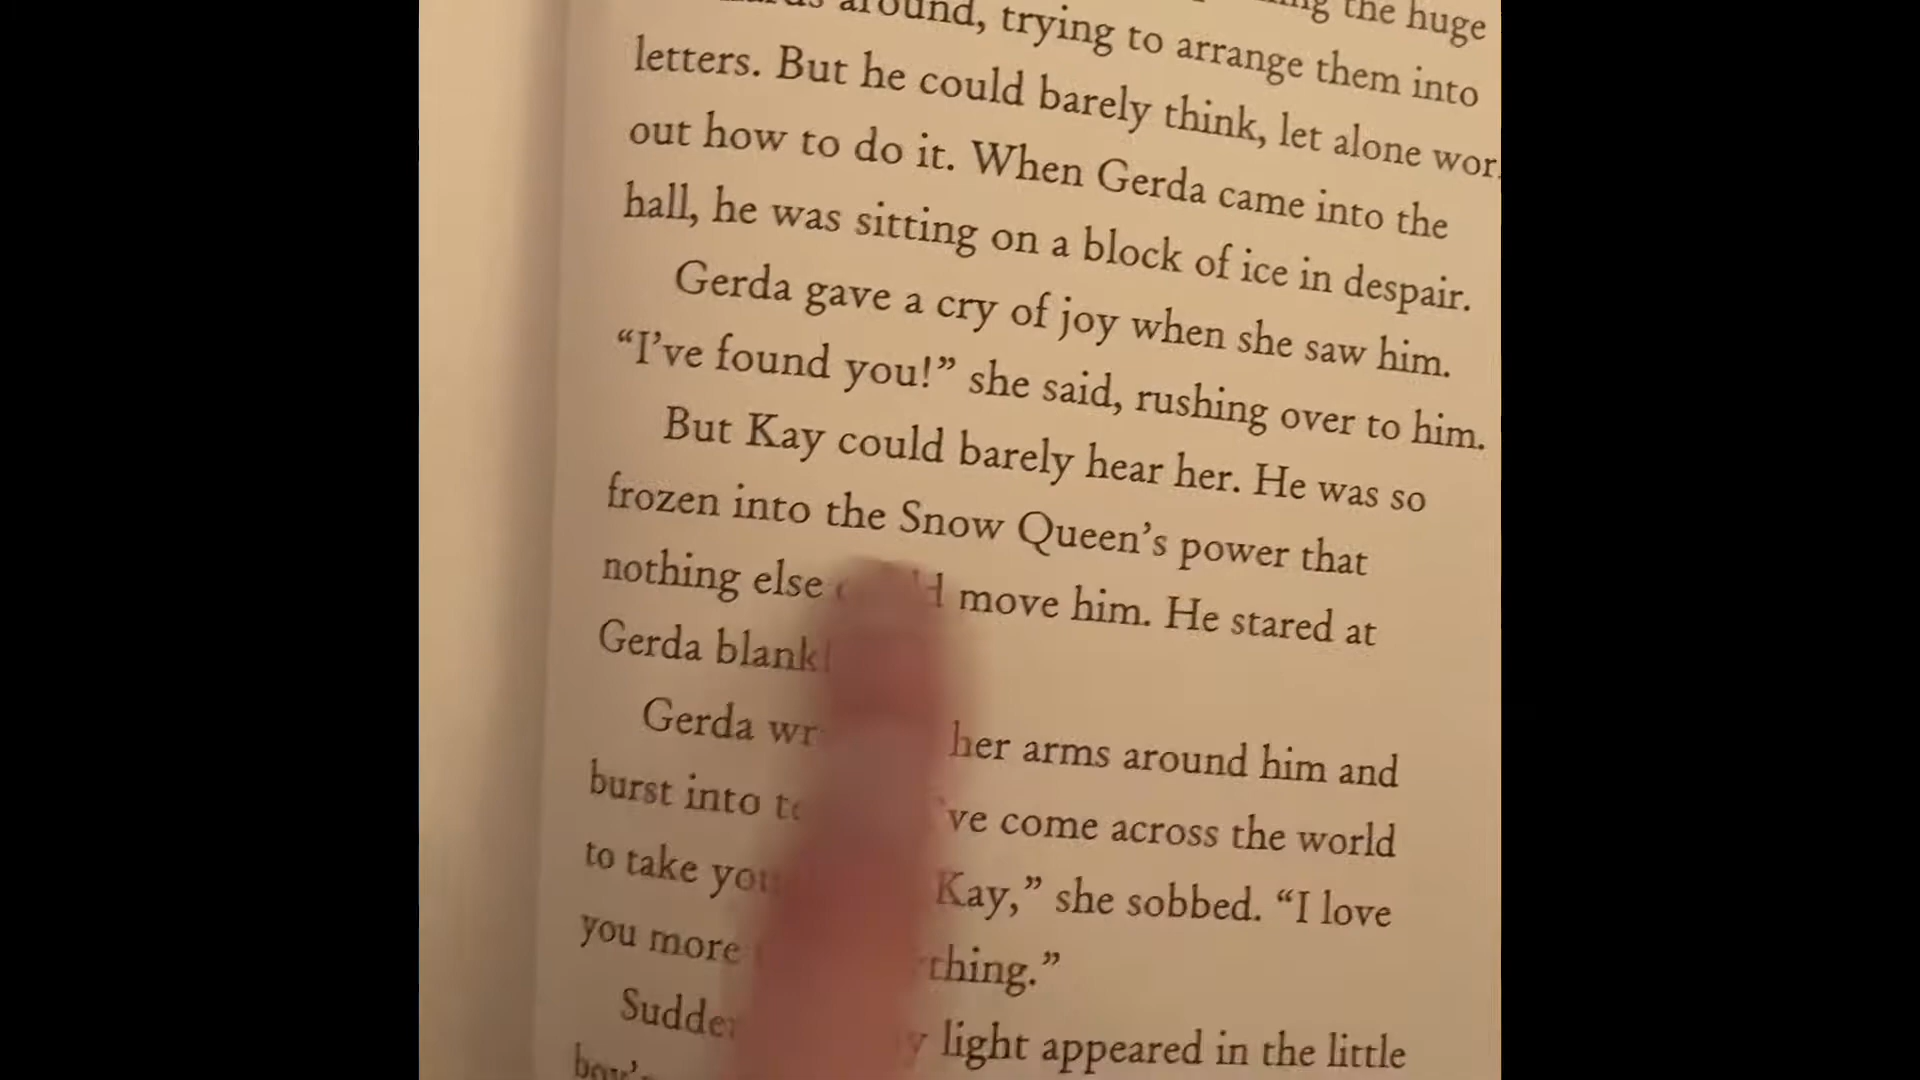 around, trying to arrange them into
the huge
letters. But he could barely think, let alone
out how to do it. When Gerda came into the
hall, he was sitting on a block of ice in despair.
Gerda gave a cry of joy when she saw him.
“I’ve found you!” she said, rushing over to him.
But Kay could barely hear her. He was so
frozen into the Snow Queen’s power that
nothing else move him. He stared at
Gerda
Gerda her arms around him and
burst into ’ve come across the world
to take Kay,” she sobbed. “I love
you more
light appeared in the little